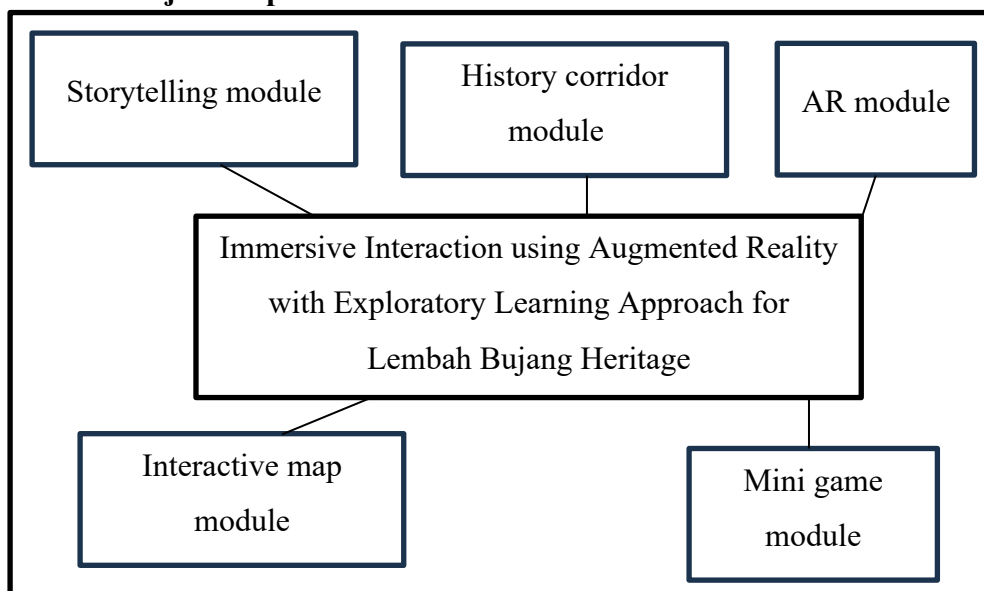 Storytelling module
History corridor
module
AR module
Immersive Interaction using Augmented Reality
with Exploratory Learning Approach for
Lembah Bujang Heritage
Interactive map
module
Mini game
module